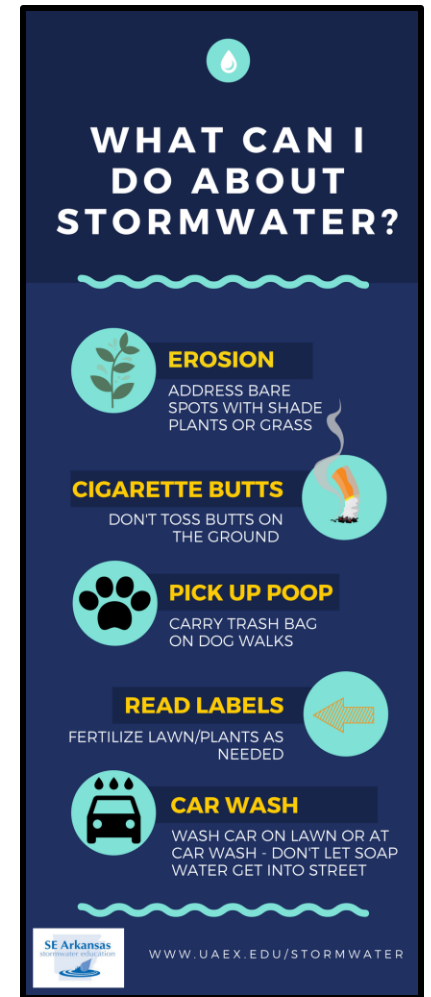 WHAT CAN I
DO ABOUT
STORMWATER?
EROSION
ADDRESS BARE
SPOTS WITH SHADE
PLANTS OR GRASS
CIGARETTE BUTTS
DON'T TOSS BUTTS ON
THE GROUND
PICK UP POOP
CARRY TRASH BAG
ON DOG WALKS
READ LABELS
FERTILIZE LAWN/PLANTS AS
NEEDED
CAR WASH
WASH CAR ON LAWN OR AT
CAR WASH - DON'T LET SOAP
WATER GET INTO STREET
SE Arkansas
stormwater education
WWW.UAEX.EDU/STORMWATER